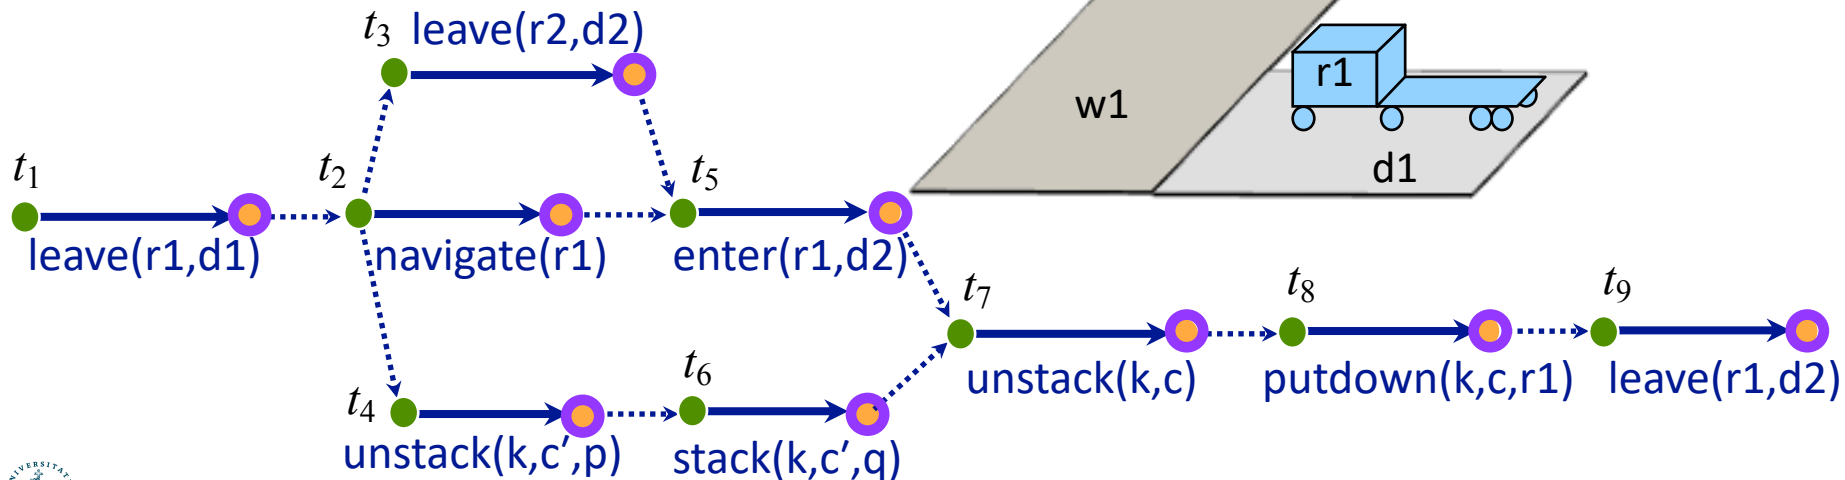 t3 leave(r2,d2)
r1
w1
d1
t1
t2
t5
leave(r1,d1)
navigate(r1)
enter(r1,d2)
t7
t8
t9
unstack(k,c)
putdown(k,c,r1)
leave(r1,d2)
t6
t4
unstack(k,c′,p)
stack(k,c′,q)